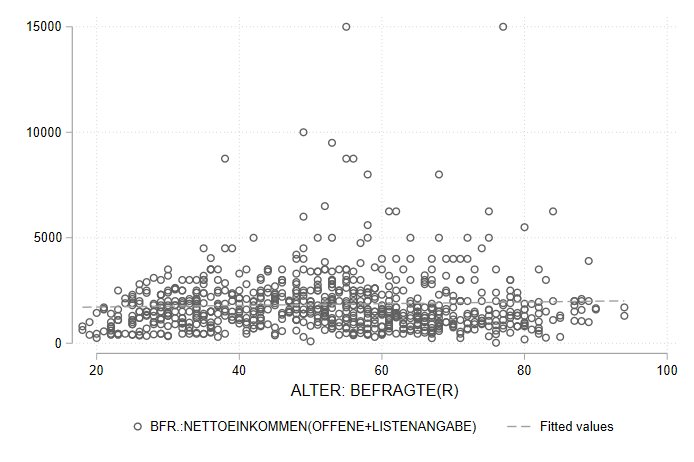 15000
10000
5000
0
20 40 60 80 100
ALTER: BEFRAGTE(R)
BFR.:NETTOEINKOMMEN(OFFENE+LISTENANGABE) Fitted values